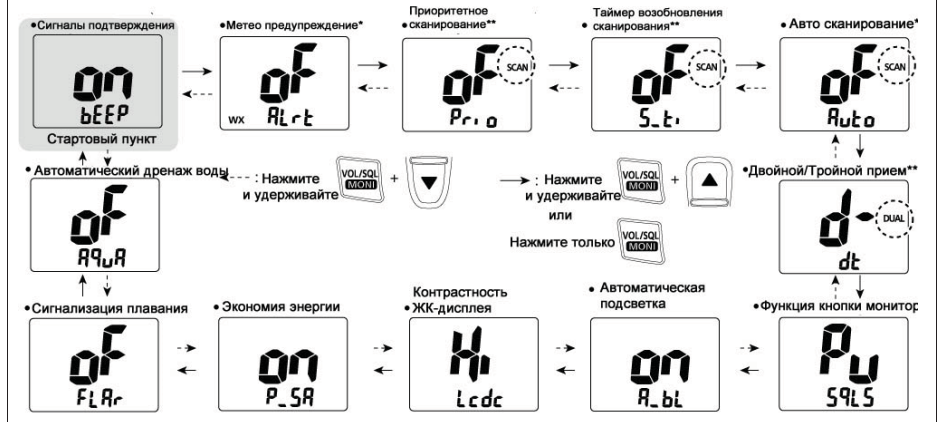 •Сигналы подтверждения
on
bEEP
Стартовый пункт
•Метео предупреждение*
oF
WX ALrt
Приоритетное
• сканирование**
oF
SCAN
Prio
Таймер возобновления
• сканирования**
oF
SCAN
S_ti
• Авто сканирование*
oF
SCAN
Auto
• Автоматический дренаж воды
oF
AquA
: Нажмите
и удерживайте
VOL/SQL
MONI
+
▼
: Нажмите
и удерживайте
VOL/SQL
MONI
+
▲
или
Нажмите только
VOL/SQL
MONI
•Двойной/Тройной прием**
d-
DUAL
dt
•Сигнализация плавания
oF
FLAr
• Экономия энергии
on
P_SA
Контрастность
•ЖК-дисплея
Hi
Lcdc
• Автоматическая
подсветка
on
A_bL
•Функция кнопки монитор
Pu
SqLS